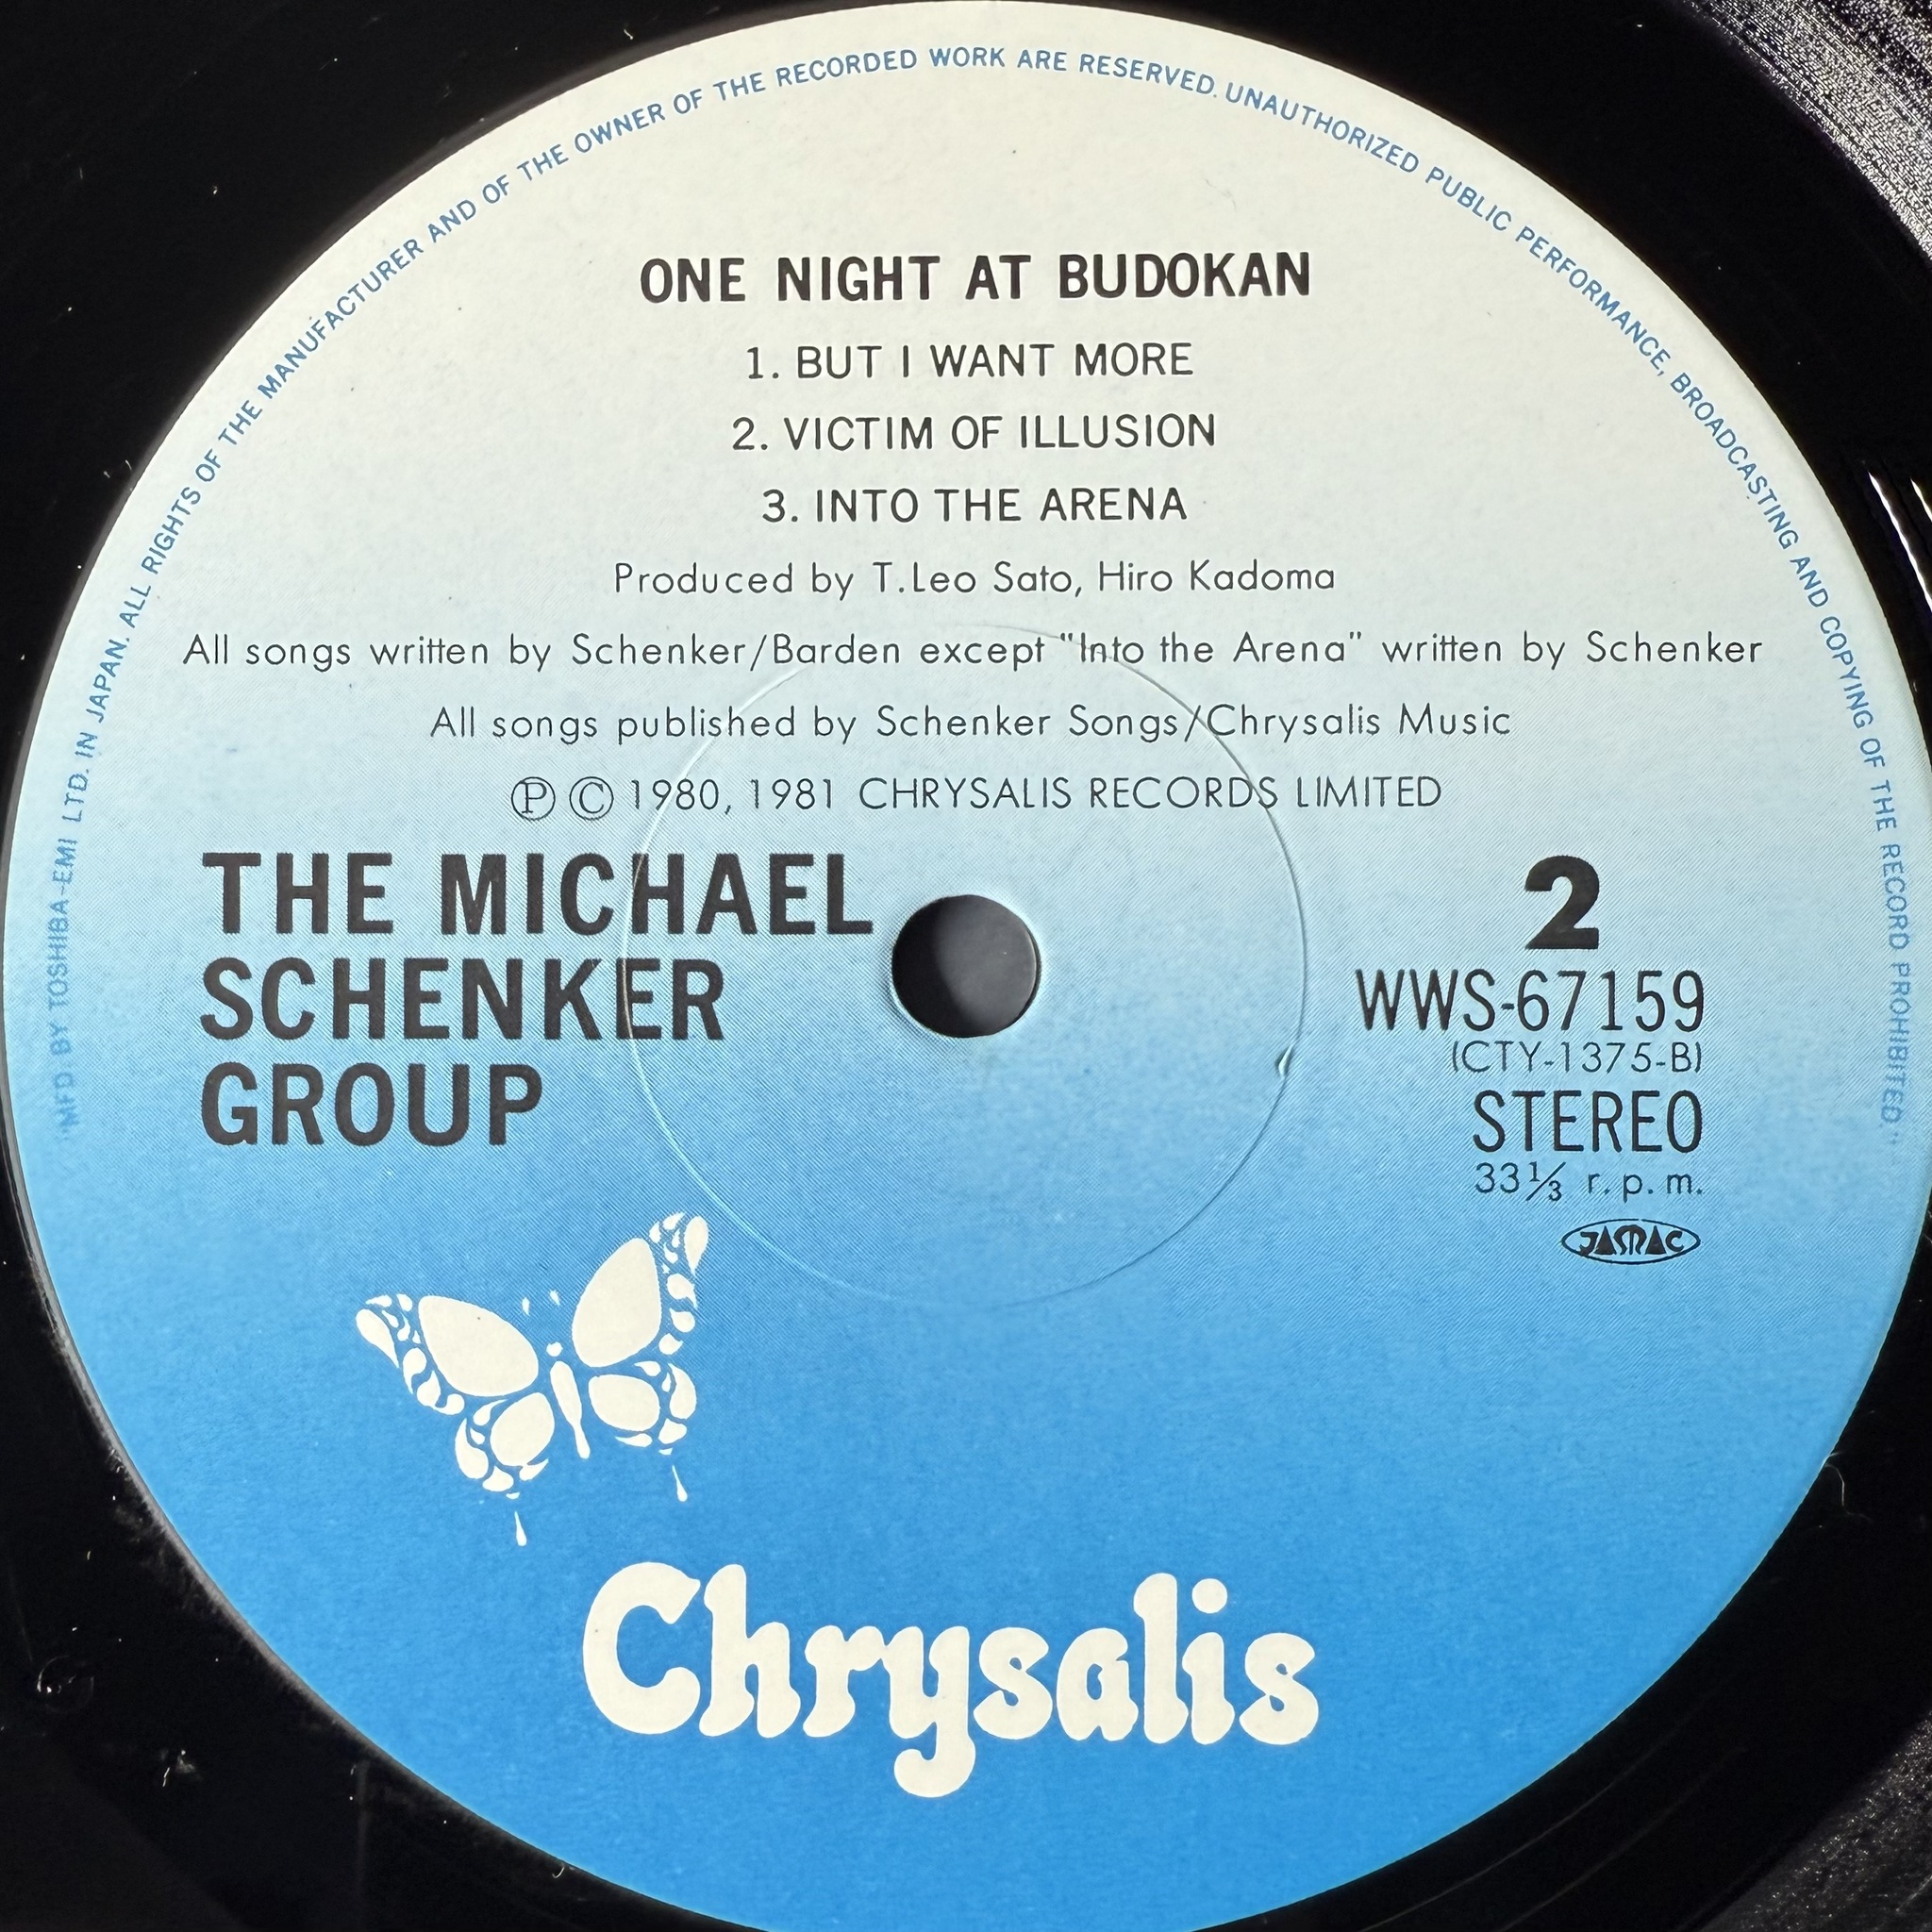 "MFD BY TOSHIBA-EMI LTD. IN JAPAN. ALL RIGHTS OF THE MANUFACTURER AND OF THE OWNER OF THE RECORDED WORK ARE RESERVED. UNAUTHORIZED PUBLIC PERFORMANCE, BROADCASTING AND COPYING OF THE RECORD PROHIBITED"
ONE NIGHT AT BUDOKAN
1. BUT I WANT MORE
2. VICTIM OF ILLUSION
3. INTO THE ARENA
Produced by T.Leo Sato, Hiro Kadoma
All songs written by Schenker/Barden except "Into the Arena" written by Schenker
All songs published by Schenker Songs/Chrysalis Music
Ⓟ Ⓒ 1980, 1981 CHRYSALIS RECORDS LIMITED
THE MICHAEL
SCHENKER
GROUP
2
WWS-67159
(CTY-1375-B)
STEREO
33⅓ r.p.m.
JASRAC
Chrysalis